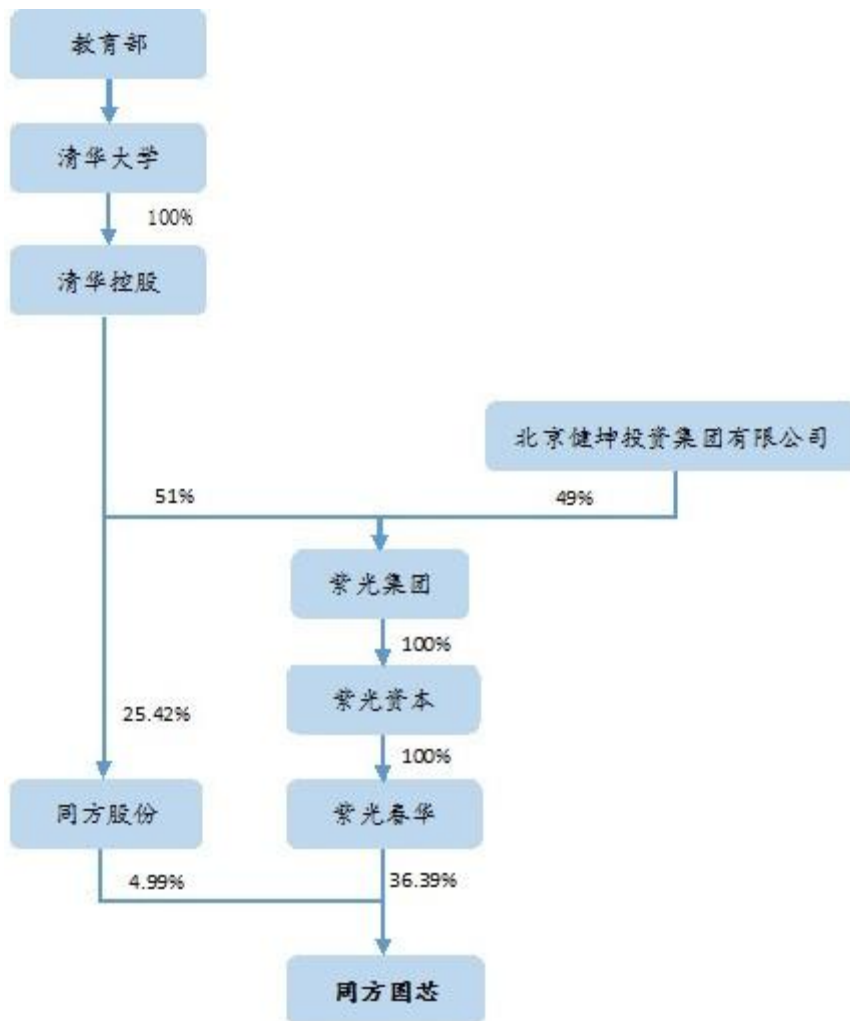 教育部
清华大学
100%
清华控股
北京健坤投资集团有限公司
51%
49%
紫光集团
100%
紫光资本
25.42%
100%
同方股份
紫光春华
4.99%
36.39%
同方国芯